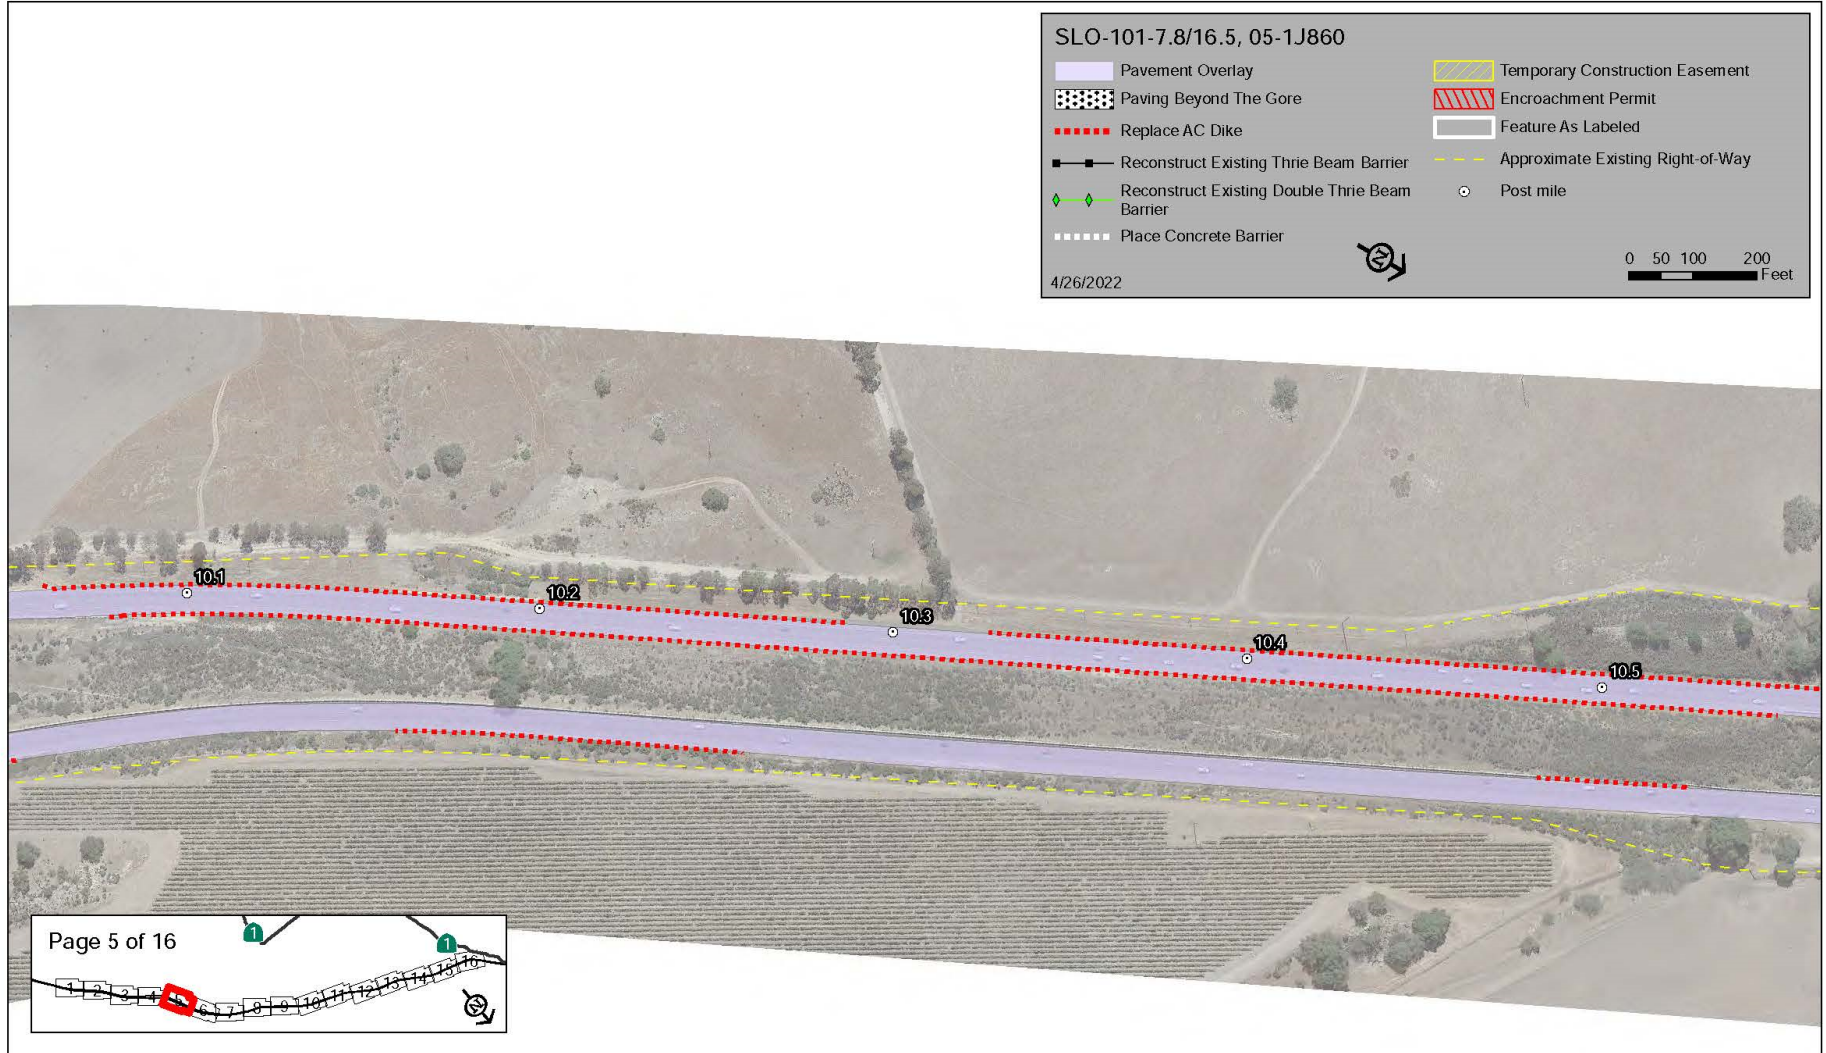 SLO-101-7.8/16.5, 05-1J860
Pavement Overlay
Paving Beyond The Gore
Replace AC Dike
Reconstruct Existing Thrie Beam Barrier
Reconstruct Existing Double Thrie Beam
Barrier
Place Concrete Barrier
4/26/2022
Temporary Construction Easement
Encroachment Permit
Feature As Labeled
Approximate Existing Right-of-Way
Post mile
N
0 50 100 200
Feet
10.1
10.2
10.3
10.4
10.5
Page 5 of 16
1
1
1 2 3 4 5 6 7 8 9 10 11 12 13 14 15 16
N